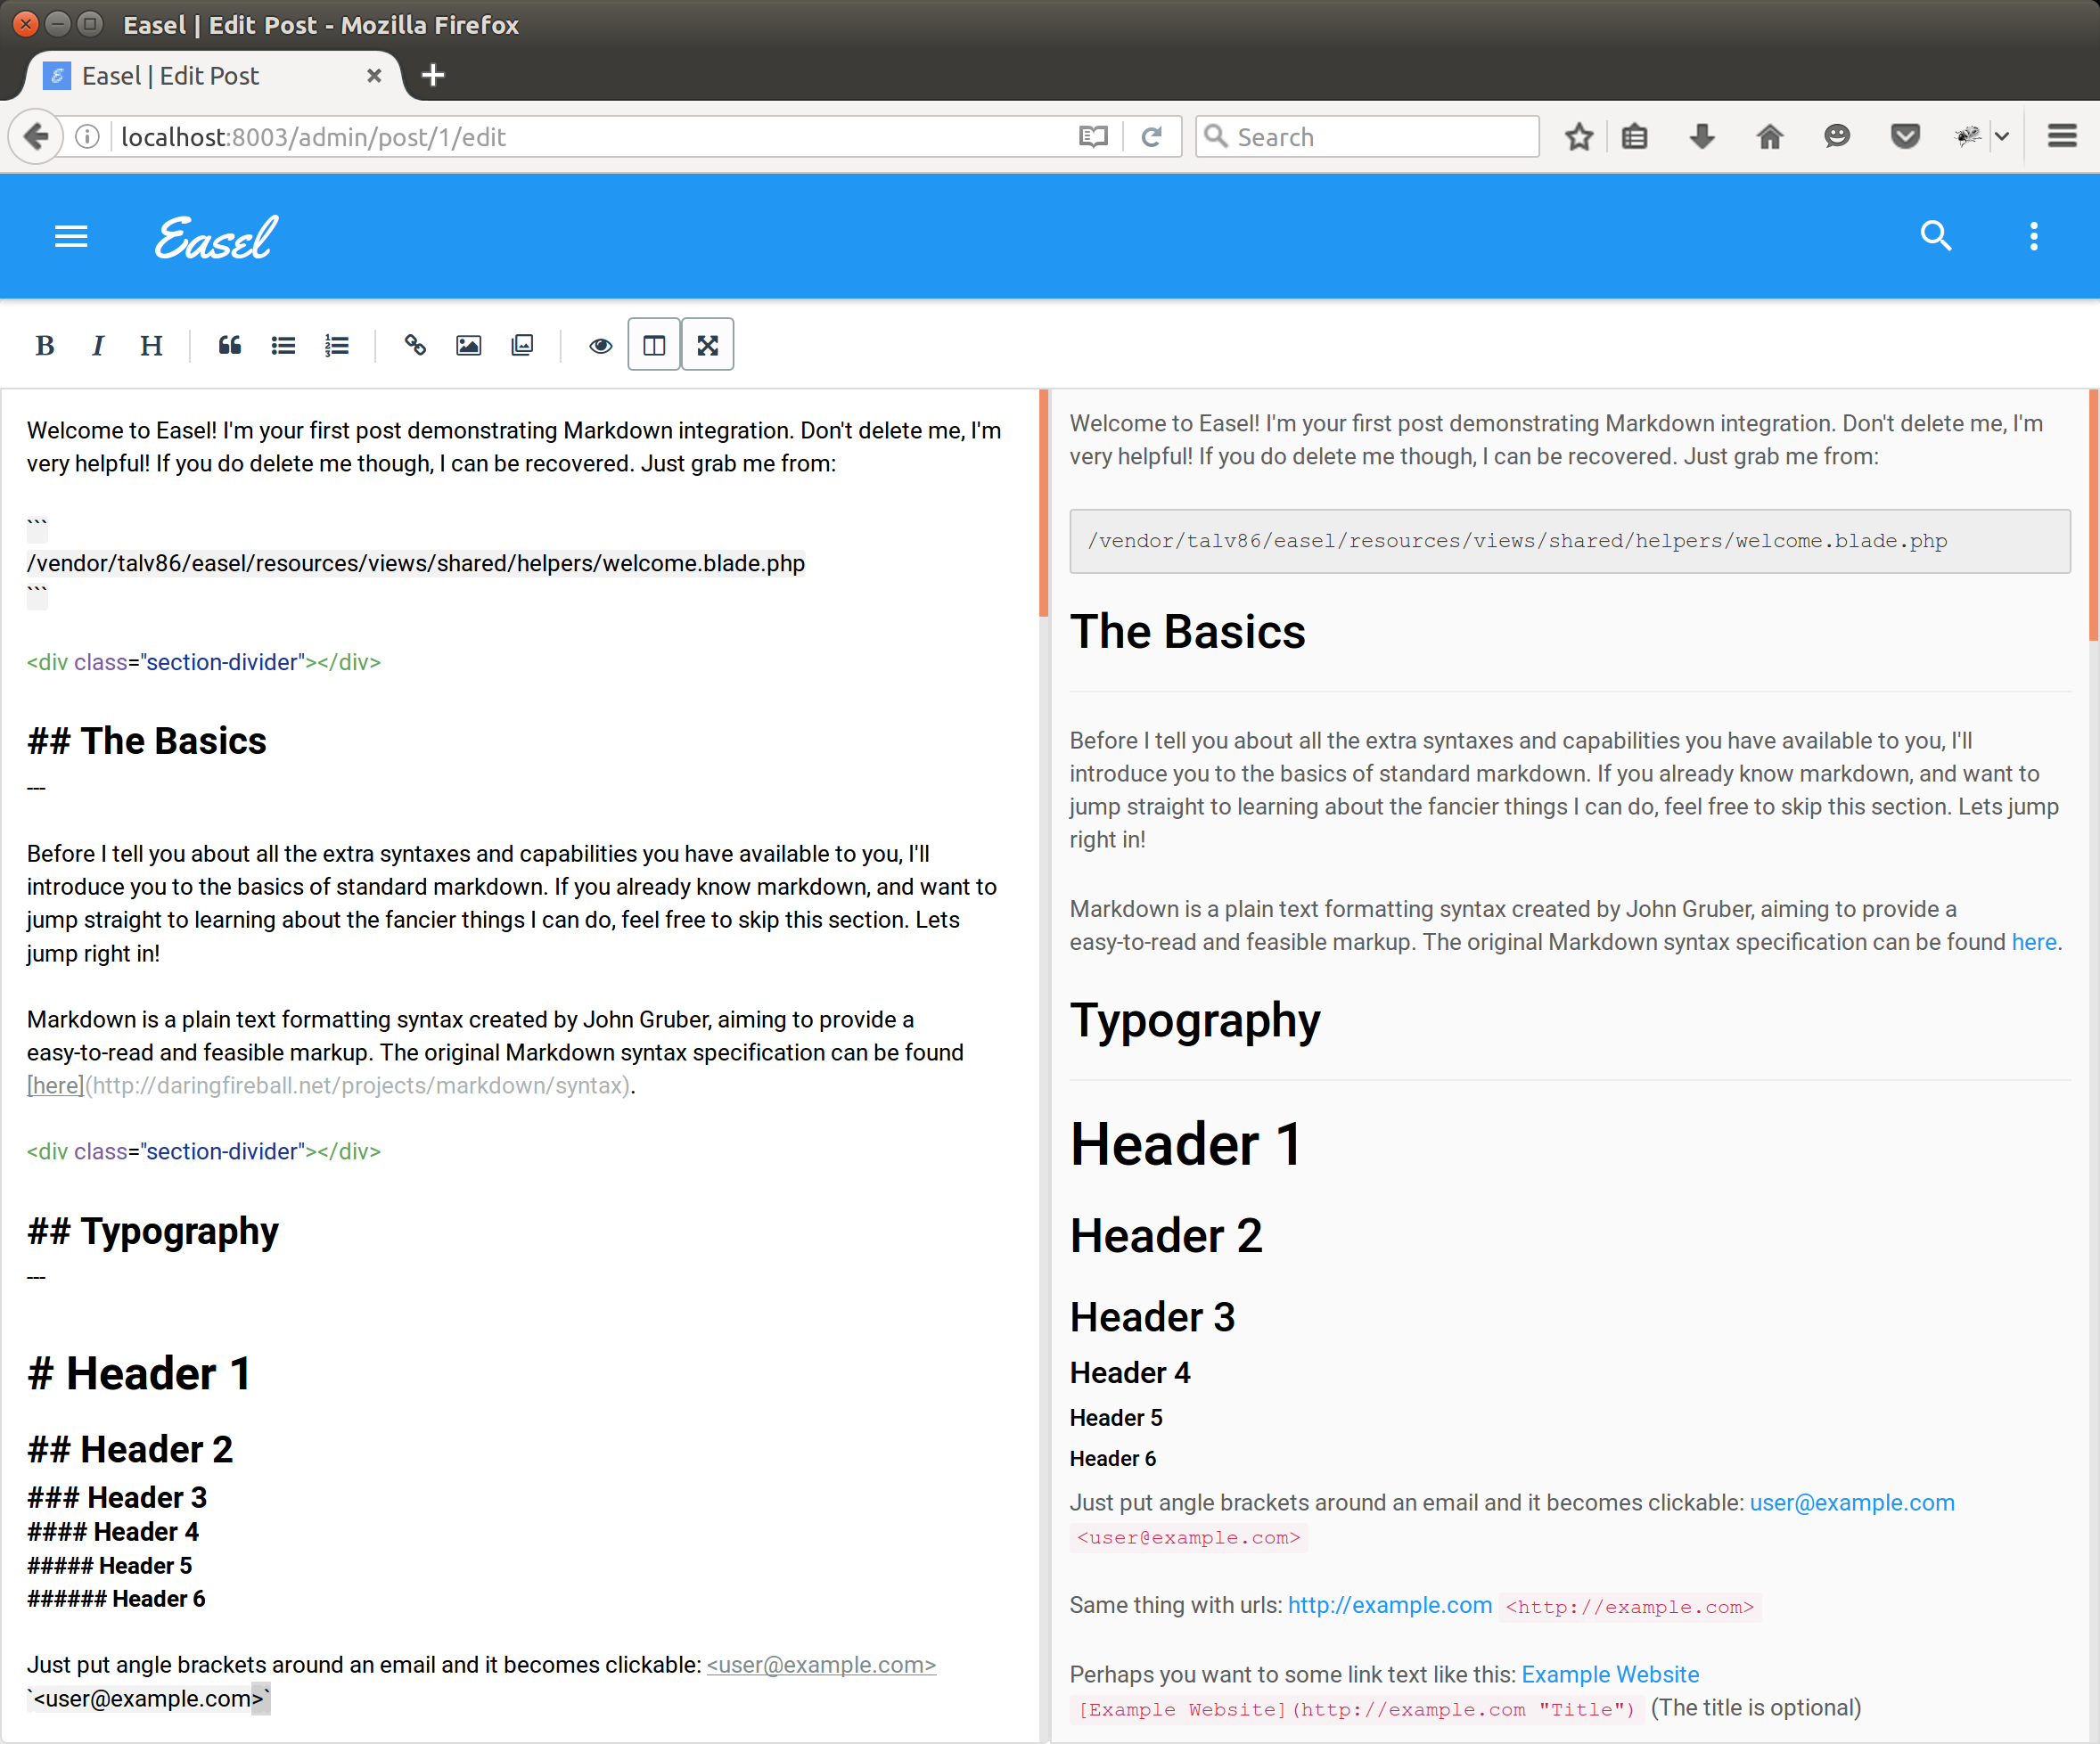 Easel | Edit Post - Mozilla Firefox
Easel | Edit Post
localhost:8003/admin/post/1/edit
Search
Easel
B I H
Welcome to Easel! I'm your first post demonstrating Markdown integration. Don't delete me, I'm
very helpful! If you do delete me though, I can be recovered. Just grab me from:
```
/vendor/talv86/easel/resources/views/shared/helpers/welcome.blade.php
```
<div class="section-divider"></div>
## The Basics
---
Before I tell you about all the extra syntaxes and capabilities you have available to you, I'll
introduce you to the basics of standard markdown. If you already know markdown, and want to
jump straight to learning about the fancier things I can do, feel free to skip this section. Lets
jump right in!
Markdown is a plain text formatting syntax created by John Gruber, aiming to provide a
easy-to-read and feasible markup. The original Markdown syntax specification can be found
[here](http://daringfireball.net/projects/markdown/syntax).
<div class="section-divider"></div>
## Typography
---
# Header 1
## Header 2
### Header 3
#### Header 4
##### Header 5
###### Header 6
Just put angle brackets around an email and it becomes clickable: <user@example.com>
`<user@example.com>`
Welcome to Easel! I'm your first post demonstrating Markdown integration. Don't delete me, I'm
very helpful! If you do delete me though, I can be recovered. Just grab me from:
/vendor/talv86/easel/resources/views/shared/helpers/welcome.blade.php
The Basics
Before I tell you about all the extra syntaxes and capabilities you have available to you, I'll
introduce you to the basics of standard markdown. If you already know markdown, and want to
jump straight to learning about the fancier things I can do, feel free to skip this section. Lets jump
right in!
Markdown is a plain text formatting syntax created by John Gruber, aiming to provide a
easy-to-read and feasible markup. The original Markdown syntax specification can be found here.
Typography
Header 1
Header 2
Header 3
Header 4
Header 5
Header 6
Just put angle brackets around an email and it becomes clickable: user@example.com
<user@example.com>
Same thing with urls: http://example.com <http://example.com>
Perhaps you want to some link text like this: Example Website
[Example Website](http://example.com "Title") (The title is optional)